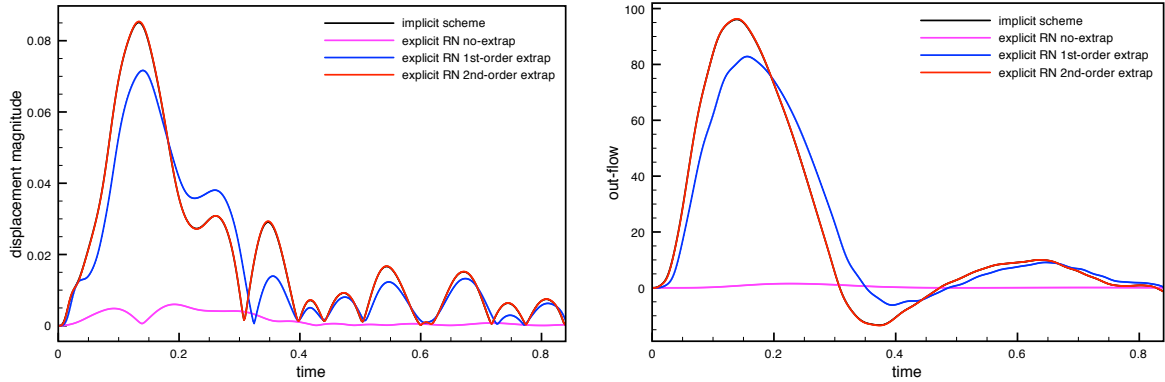 implicit scheme
explicit RN no-extrap
explicit RN 1st-order extrap
explicit RN 2nd-order extrap
displacement magnitude
0.08
0.06
0.04
0.02
0
0
0.2
0.4
0.6
0.8
time
implicit scheme
explicit RN no-extrap
explicit RN 1st-order extrap
explicit RN 2nd-order extrap
out-flow
100
80
60
40
20
0
0
0.2
0.4
0.6
0.8
time